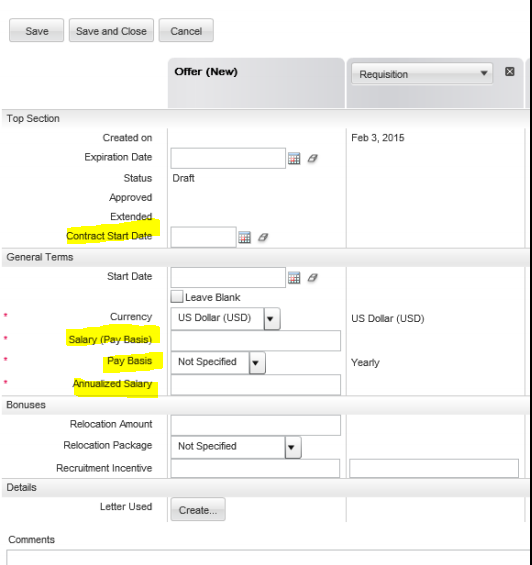 Save Save and Close Cancel
Offer (New) Requisition
Top Section
Created on Feb 3, 2015
Expiration Date
Status Draft
Approved
Extended
Contract Start Date
General Terms
Start Date
Leave Blank
* Currency US Dollar (USD) US Dollar (USD)
* Salary (Pay Basis)
* Pay Basis Not Specified Yearly
* Annualized Salary
Bonuses
Relocation Amount
Relocation Package Not Specified
Recruitment Incentive
Details
Letter Used Create...
Comments